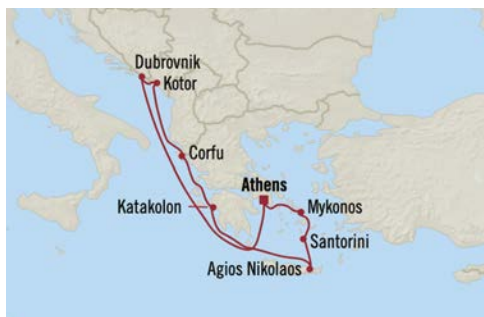 Dubrovnik
Kotor
Corfu
Athens
Katakolon
Mykonos
Santorini
Agios Nikolaos